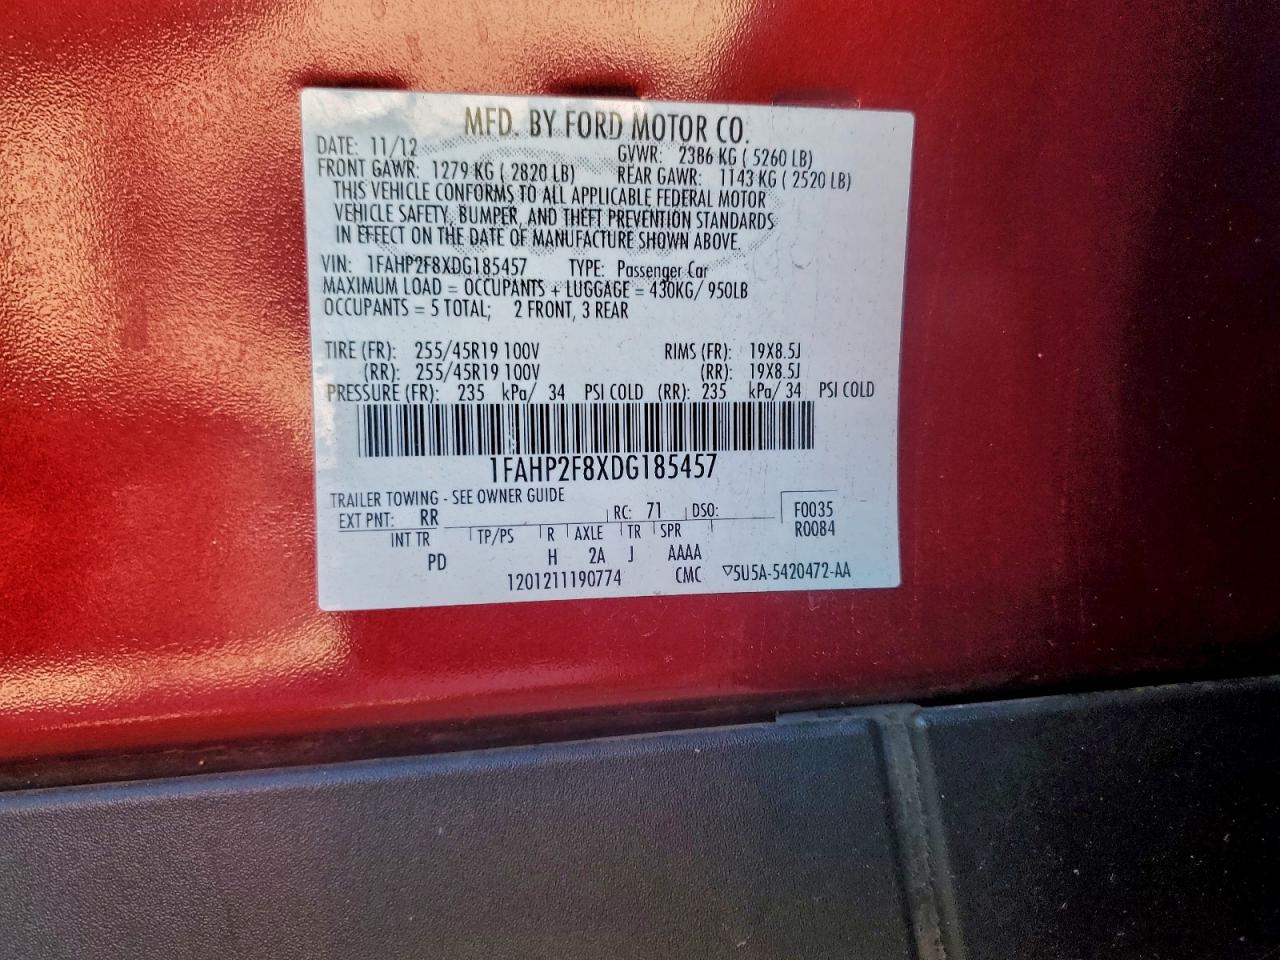 MFD. BY FORD MOTOR CO.
DATE: 11/12 GVWR: 2386 KG ( 5260 LB)
FRONT GAWR: 1279 KG ( 2820 LB) REAR GAWR: 1143 KG ( 2520 LB)
THIS VEHICLE CONFORMS TO ALL APPLICABLE FEDERAL MOTOR
VEHICLE SAFETY, BUMPER, AND THEFT PREVENTION STANDARDS
IN EFFECT ON THE DATE OF MANUFACTURE SHOWN ABOVE.
VIN: 1FAHP2F8XDG185457 TYPE: Passenger Car
MAXIMUM LOAD = OCCUPANTS + LUGGAGE = 430KG/ 950LB
OCCUPANTS = 5 TOTAL; 2 FRONT, 3 REAR
TIRE (FR): 255/45R19 100V RIMS (FR): 19X8.5J
(RR): 255/45R19 100V (RR): 19X8.5J
PRESSURE (FR): 235 kPa/ 34 PSI COLD (RR): 235 kPa/ 34 PSI COLD
1FAHP2F8XDG185457
TRAILER TOWING - SEE OWNER GUIDE
EXT PNT: RR RC: 71 DSO: F0035
INT TR TP/PS R AXLE TR SPR R0084
PD H 2A J AAAA
1201211190774 CMC ▽5U5A-5420472-AA